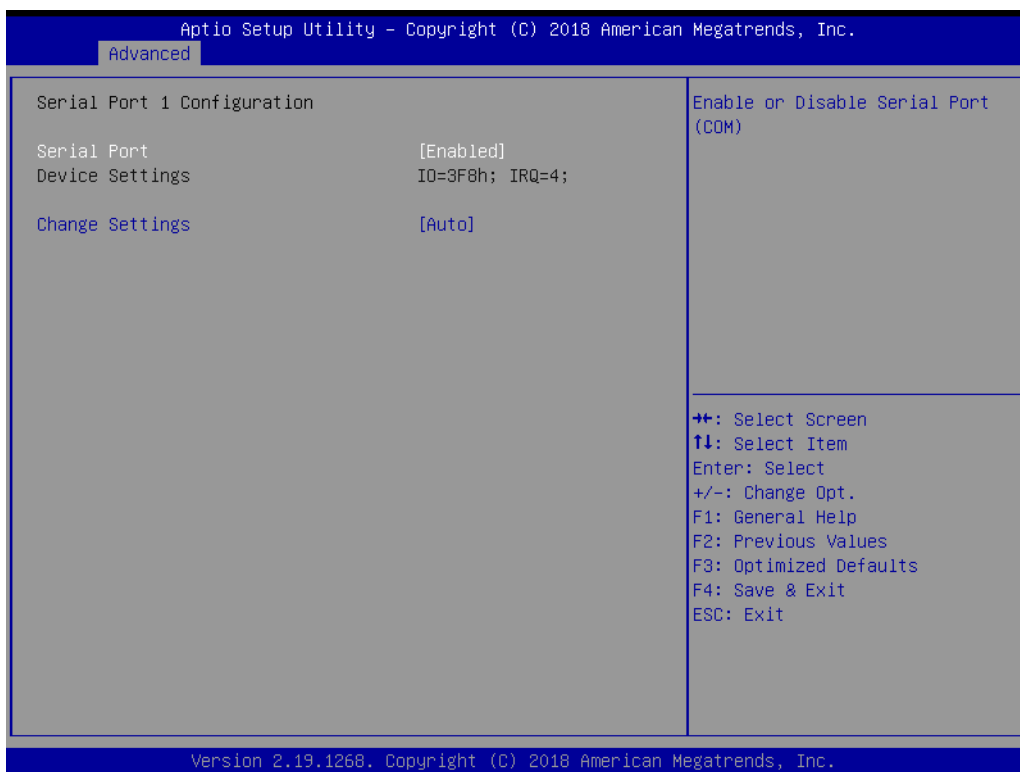 Aptio Setup Utility – Copyright (C) 2018 American Megatrends, Inc.
Advanced
Serial Port 1 Configuration
Serial Port [Enabled]
Device Settings IO=3F8h; IRQ=4;
Change Settings [Auto]
Enable or Disable Serial Port
(COM)
→←: Select Screen
↑↓: Select Item
Enter: Select
+/-: Change Opt.
F1: General Help
F2: Previous Values
F3: Optimized Defaults
F4: Save & Exit
ESC: Exit
Version 2.19.1268. Copyright (C) 2018 American Megatrends, Inc.